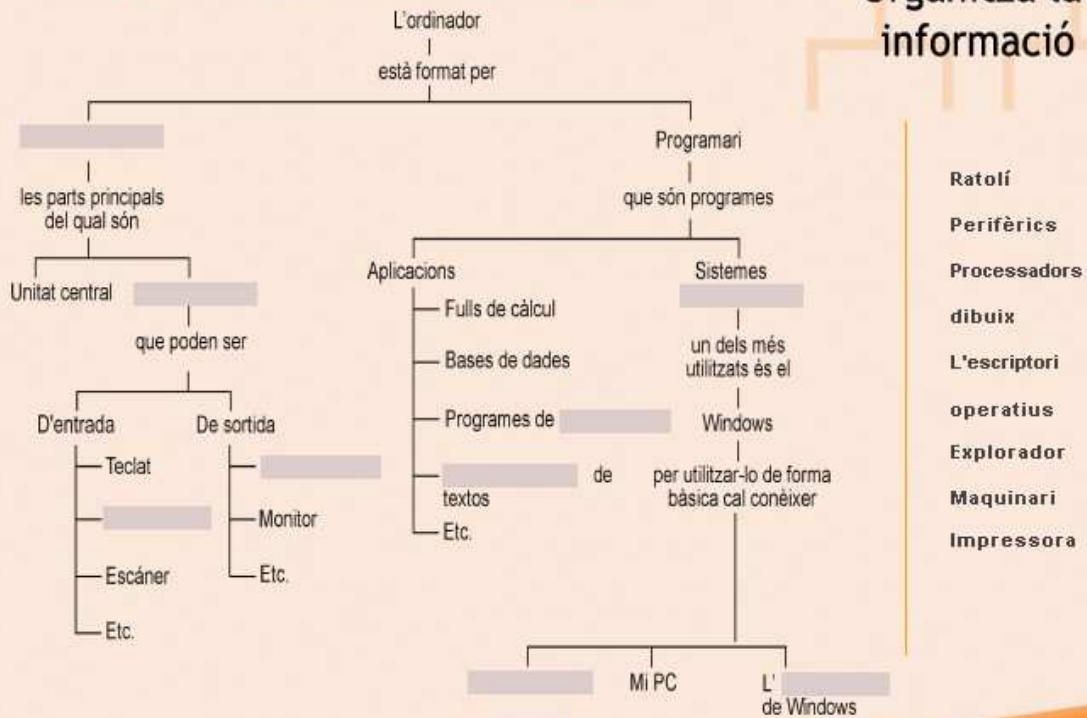 informació
L'ordinador
està format per
Programari
les parts principals
del qual són
que són programes
Unitat central
que poden ser
D'entrada
De sortida
Teclat
Escáner
Etc.
Monitor
Etc.
Aplicacions
Fulls de càlcul
Bases de dades
Programes de
de
textos
Etc.
Sistemes
un dels més
utilitzats és el
Windows
per utilitzar-lo de forma
bàsica cal conèixer
Mi PC
L'
de Windows
Ratolí
Perifèrics
Processadors
dibuix
L'escriptori
operatius
Explorador
Maquinari
Impressora